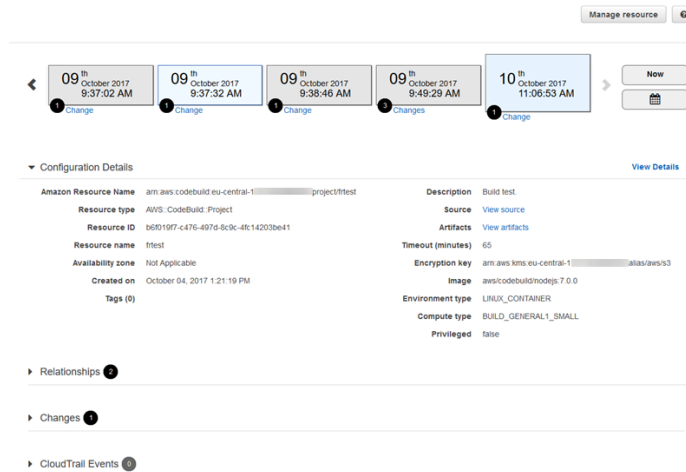 Manage resource
09 th October 2017 9:37:02 AM
1 Change
09 th October 2017 9:37:32 AM
1 Change
09 th October 2017 9:38:46 AM
1 Change
09 th October 2017 9:49:29 AM
3 Changes
10 th October 2017 11:06:53 AM
1 Change
Now
Configuration Details
View Details
Amazon Resource Name arn:aws:codebuild:eu-central-1 project/frtest
Resource type AWS::CodeBuild::Project
Resource ID b6f019f7-c476-497d-8c9c-4fc14203be41
Resource name frtest
Availability zone Not Applicable
Created on October 04, 2017 1:21:19 PM
Tags (0)
Description Build test.
Source View source
Artifacts View artifacts
Timeout (minutes) 65
Encryption key arn:aws:kms:eu-central-1 alias/aws/s3
Image aws/codebuild/nodejs:7.0.0
Environment type LINUX_CONTAINER
Compute type BUILD_GENERAL1_SMALL
Privileged false
Relationships 2
Changes 1
CloudTrail Events 0